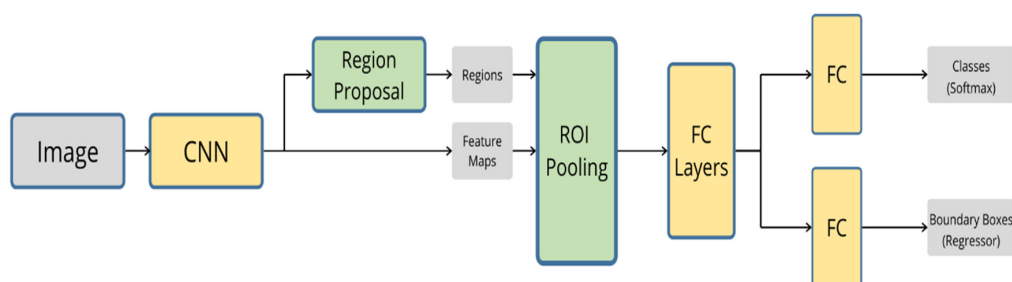 Image
CNN
Region
Proposal
Regions
Feature
Maps
ROI
Pooling
FC
Layers
FC
Classes
(Softmax)
FC
Boundary Boxes
(Regressor)